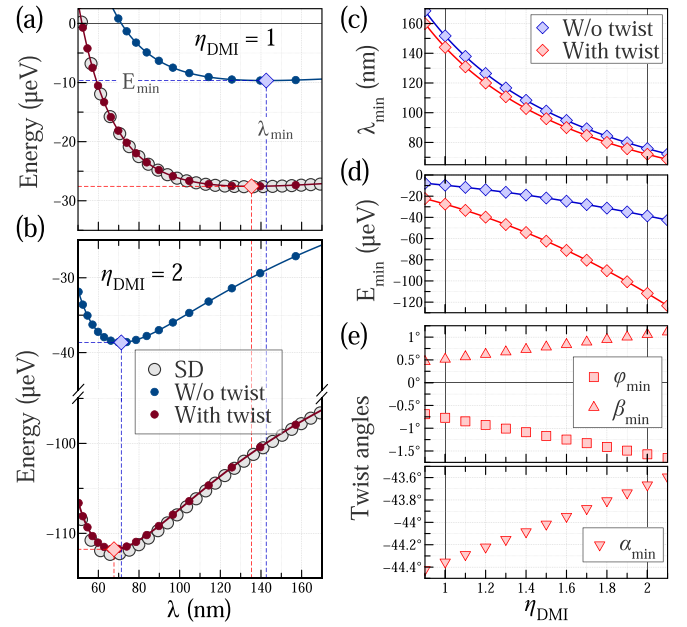 (a)
η_DMI = 1
E_min
λ_min
Energy (µeV)
0
−10
−20
−30
(b)
η_DMI = 2
Energy (µeV)
−30
−40
−100
−110
SD
W/o twist
With twist
60 80 100 120 140 160
λ (nm)
(c)
λ_min (nm)
160
140
120
100
80
W/o twist
With twist
(d)
E_min (µeV)
0
−20
−40
−60
−80
−100
−120
(e)
Twist angles
1°
0.5°
0°
−0.5°
−1°
−1.5°
φ_min
β_min
−43.6°
−44°
−44.2°
−44.4°
α_min
1 1.2 1.4 1.6 1.8 2
η_DMI